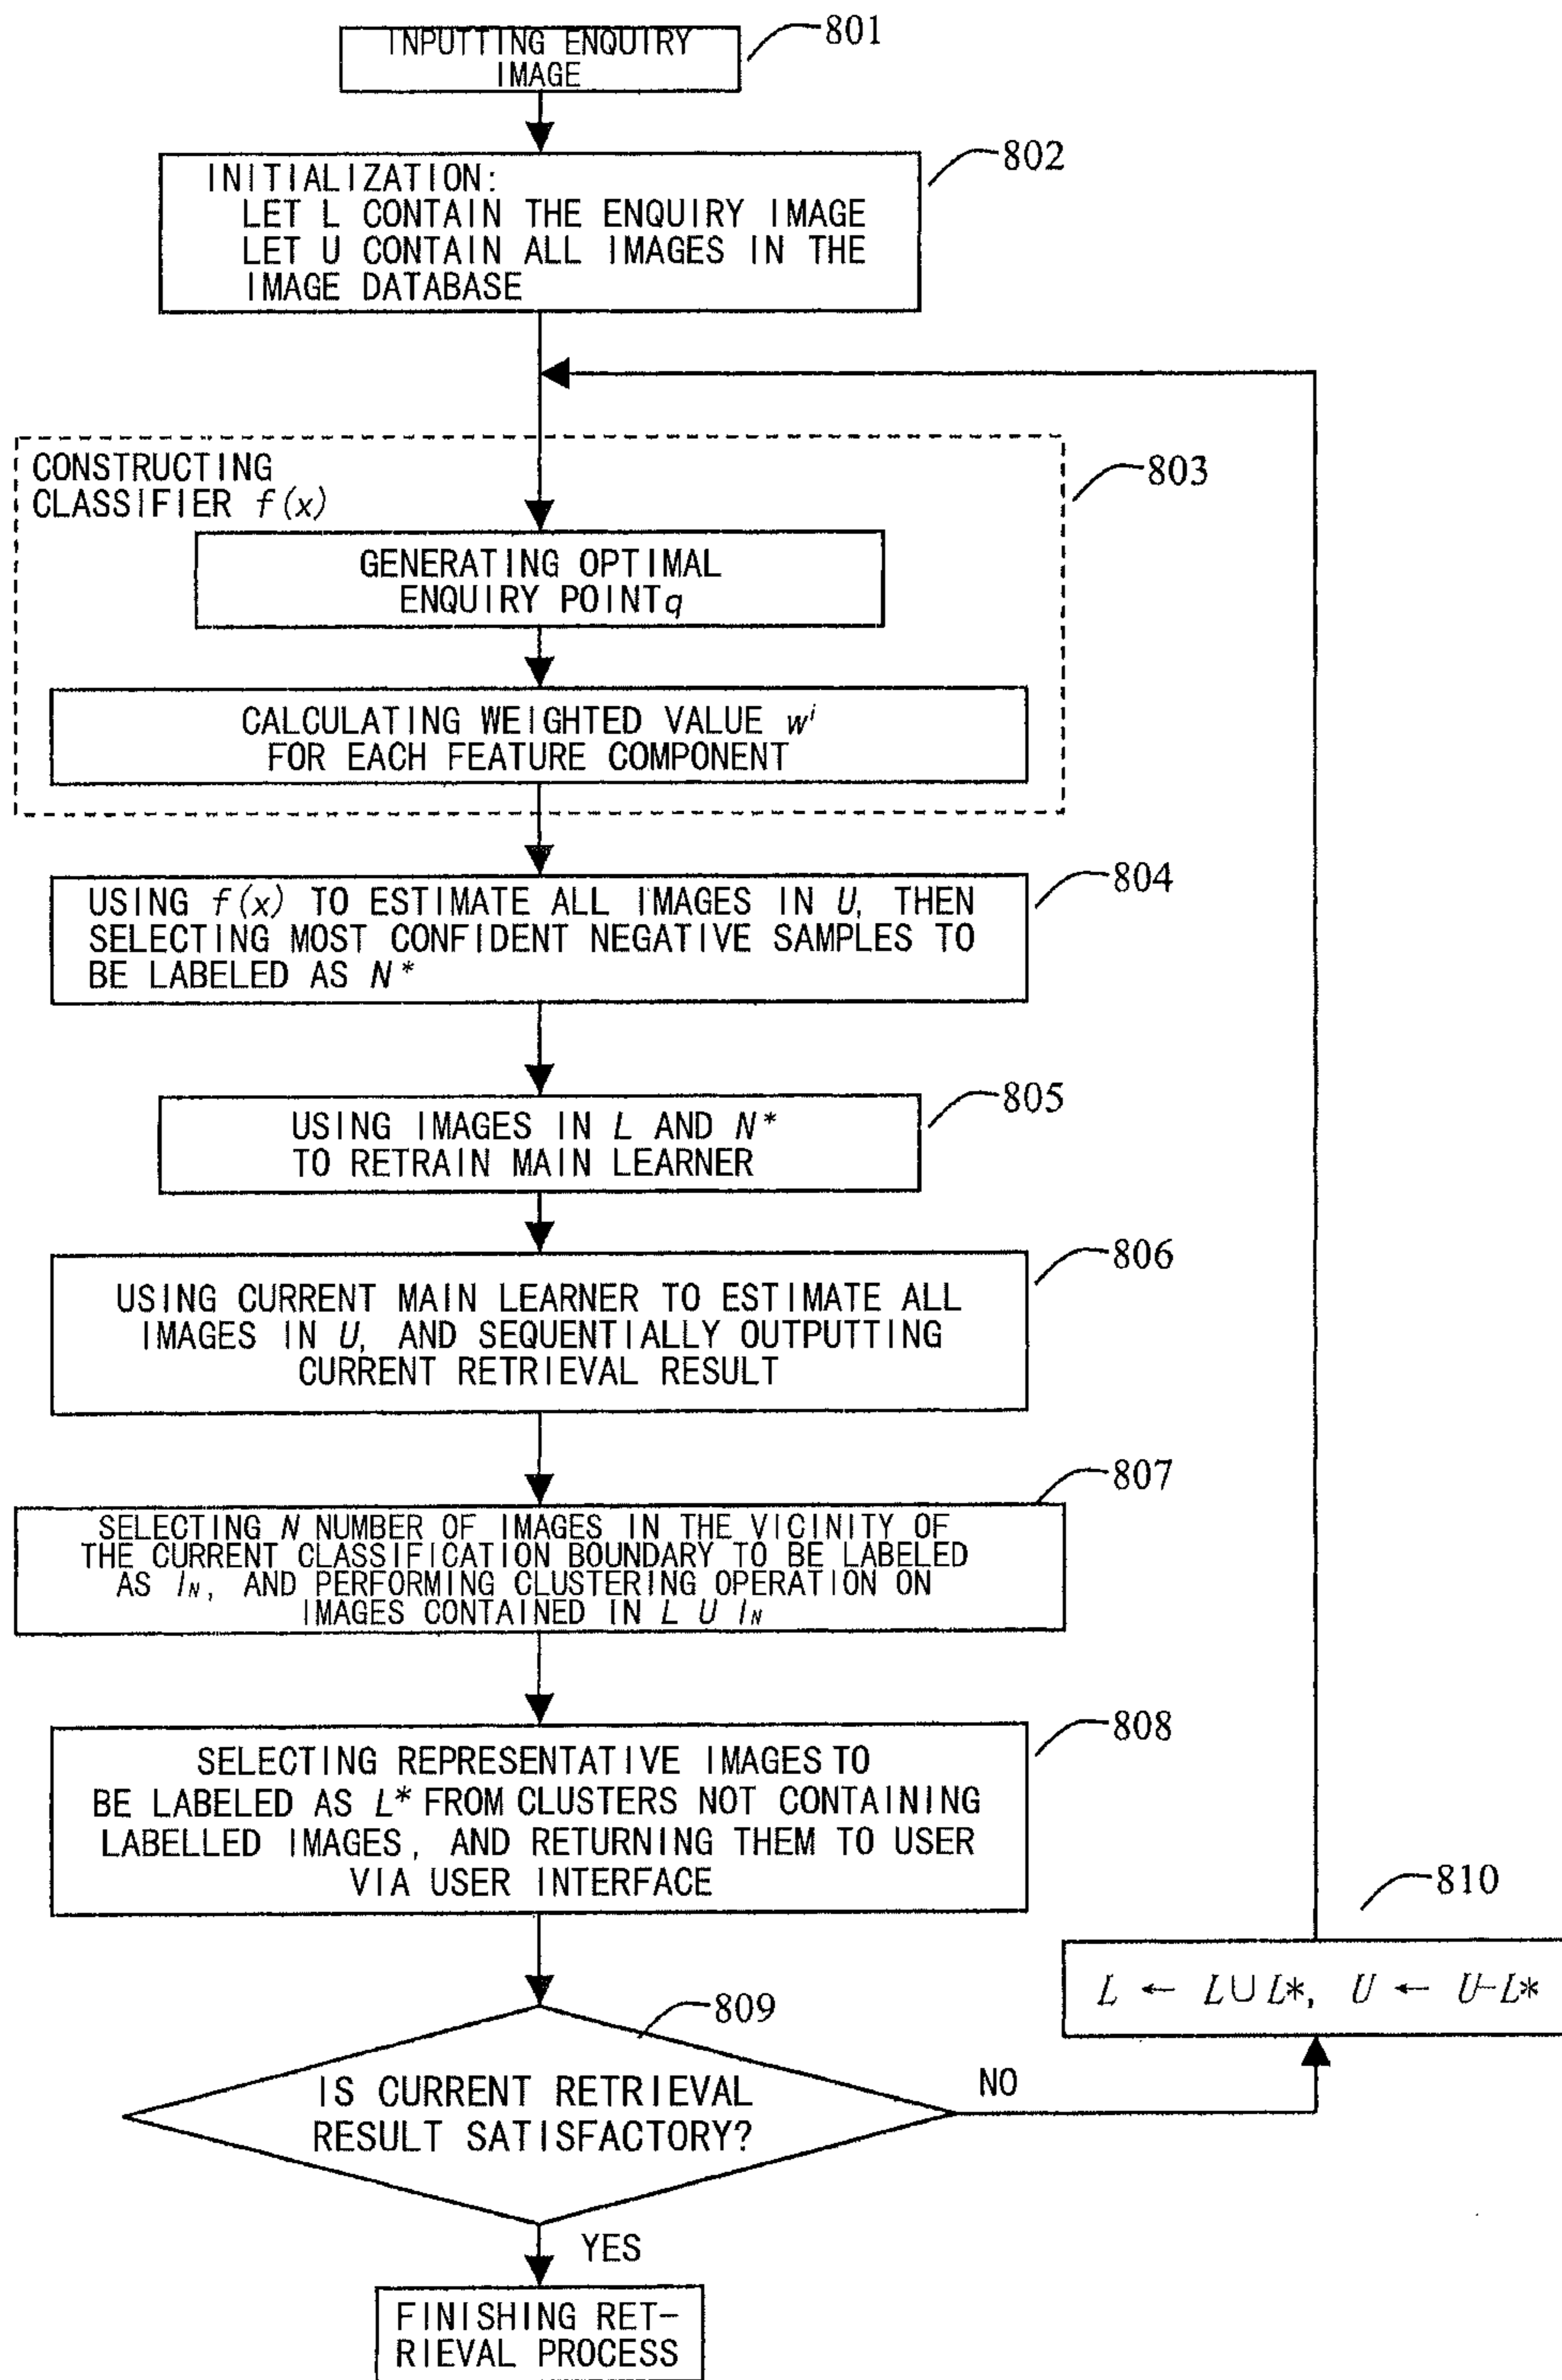 INPUTTING ENQUIRY
IMAGE
801
INITIALIZATION:
LET L CONTAIN THE ENQUIRY IMAGE
LET U CONTAIN ALL IMAGES IN THE
IMAGE DATABASE
802
CONSTRUCTING
CLASSIFIER f(x)
803
GENERATING OPTIMAL
ENQUIRY POINT q
CALCULATING WEIGHTED VALUE wⁱ
FOR EACH FEATURE COMPONENT
804
USING f(x) TO ESTIMATE ALL IMAGES IN U, THEN
SELECTING MOST CONFIDENT NEGATIVE SAMPLES TO
BE LABELED AS N*
805
USING IMAGES IN L AND N*
TO RETRAIN MAIN LEARNER
806
USING CURRENT MAIN LEARNER TO ESTIMATE ALL
IMAGES IN U, AND SEQUENTIALLY OUTPUTTING
CURRENT RETRIEVAL RESULT
807
SELECTING N NUMBER OF IMAGES IN THE VICINITY OF
THE CURRENT CLASSIFICATION BOUNDARY TO BE LABELED
AS I_N, AND PERFORMING CLUSTERING OPERATION ON
IMAGES CONTAINED IN L U I_N
808
SELECTING REPRESENTATIVE IMAGES TO
BE LABELED AS L* FROM CLUSTERS NOT CONTAINING
LABELLED IMAGES, AND RETURNING THEM TO USER
VIA USER INTERFACE
810
L ← L∪L*, U ← U-L*
809
IS CURRENT RETRIEVAL
RESULT SATISFACTORY?
NO
YES
FINISHING RET-
RIEVAL PROCESS